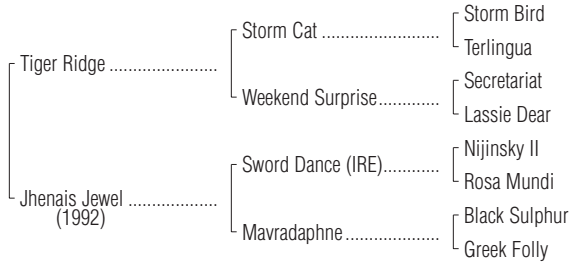 Storm Bird
Storm Cat ........................
Terlingua
Tiger Ridge ......................
Secretariat
Weekend Surprise.............
Lassie Dear
Nijinsky II
Sword Dance (IRE)............
Rosa Mundi
Jhenais Jewel ..................
(1992)
Black Sulphur
Mavradaphne...................
Greek Folly